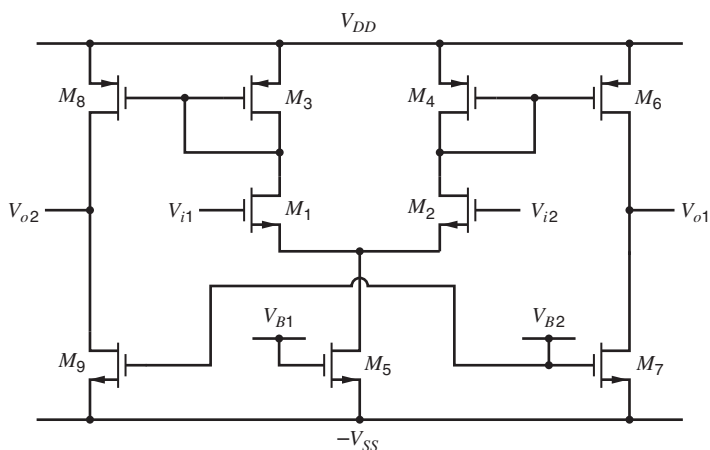 V_DD
M_8
M_3
M_4
M_6
V_o2
V_i1
M_1
M_2
V_i2
V_o1
V_B1
V_B2
M_9
M_5
M_7
−V_SS